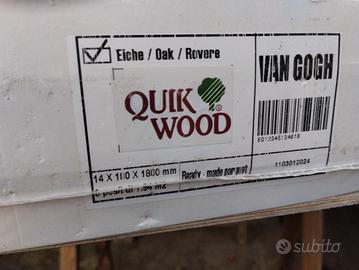 Eiche / Oak / Rovere
VAN GOGH
QUIK
WOOD
14 X 180 X 1800 mm
Ready - made parquet
1103012024
subito